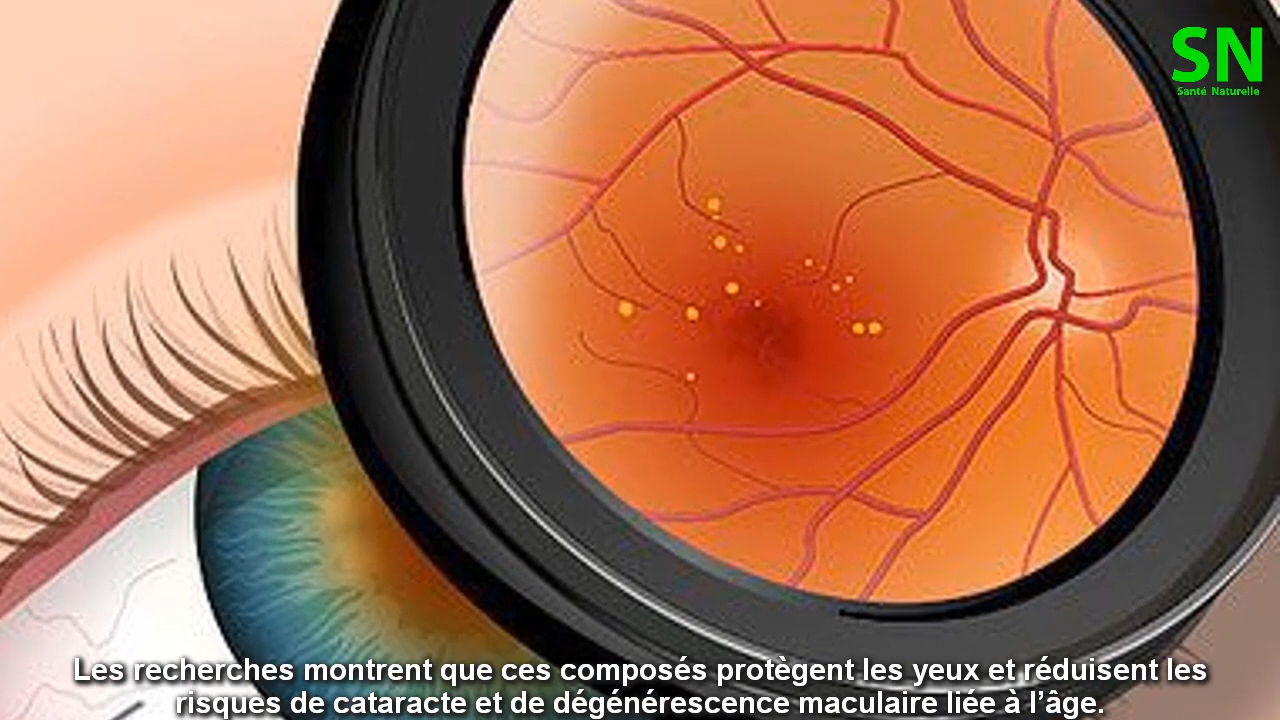 SN
Santé Naturelle
Les recherches montrent que ces composés protègent les yeux et réduisent les
risques de cataracte et de dégénérescence maculaire liée à l’âge.